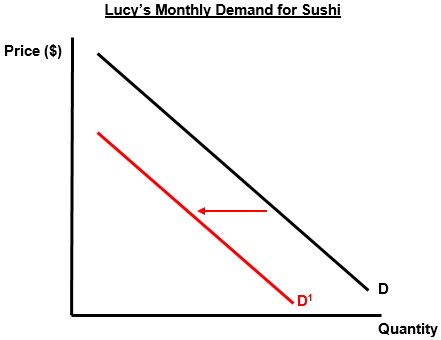 Lucy's Monthly Demand for Sushi
Price ($)
D
D¹
Quantity